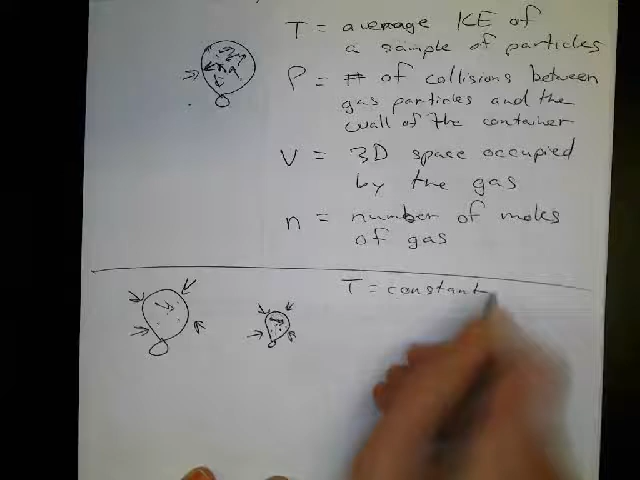 T = average KE of
a sample of particles
P = # of collisions between
gas particles and the
wall of the container
V = 3D space occupied
by the gas
n = number of moles
of gas
T = constant